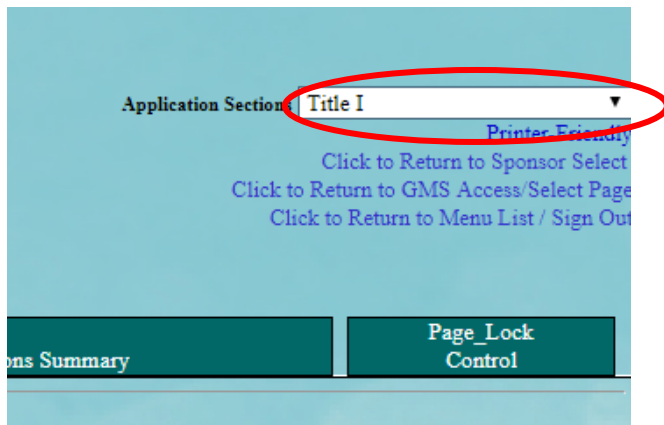 Application Sections Title I
Printer-Friendly
Click to Return to Sponsor Select
Click to Return to GMS Access/Select Page
Click to Return to Menu List / Sign Out
Page_Lock
ons Summary Control